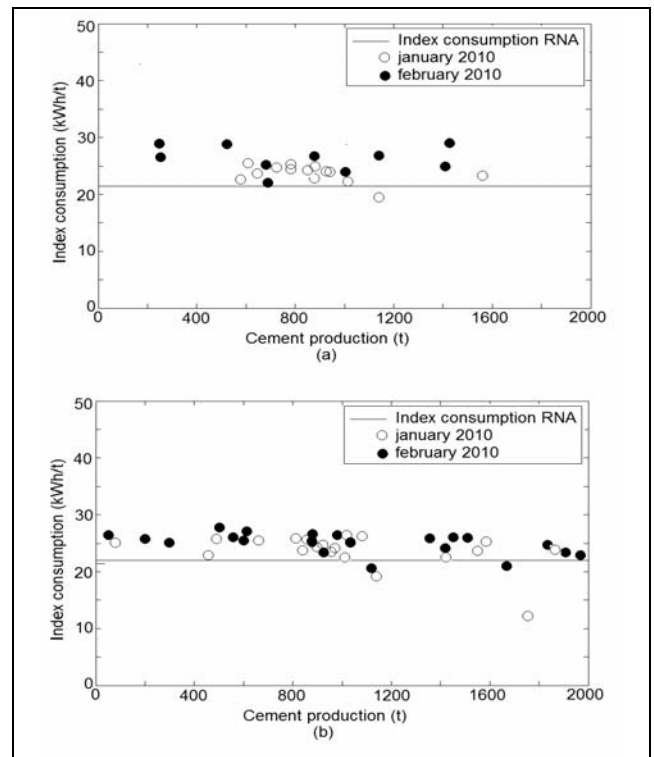 50
40
30
20
10
0
Index consumption (kWh/t)
Index consumption RNA
january 2010
february 2010
0 400 800 1200 1600 2000
Cement production (t)
(a)
50
40
30
20
10
0
Index consumption (kWh/t)
Index consumption RNA
january 2010
february 2010
0 400 800 1200 1600 2000
Cement production (t)
(b)